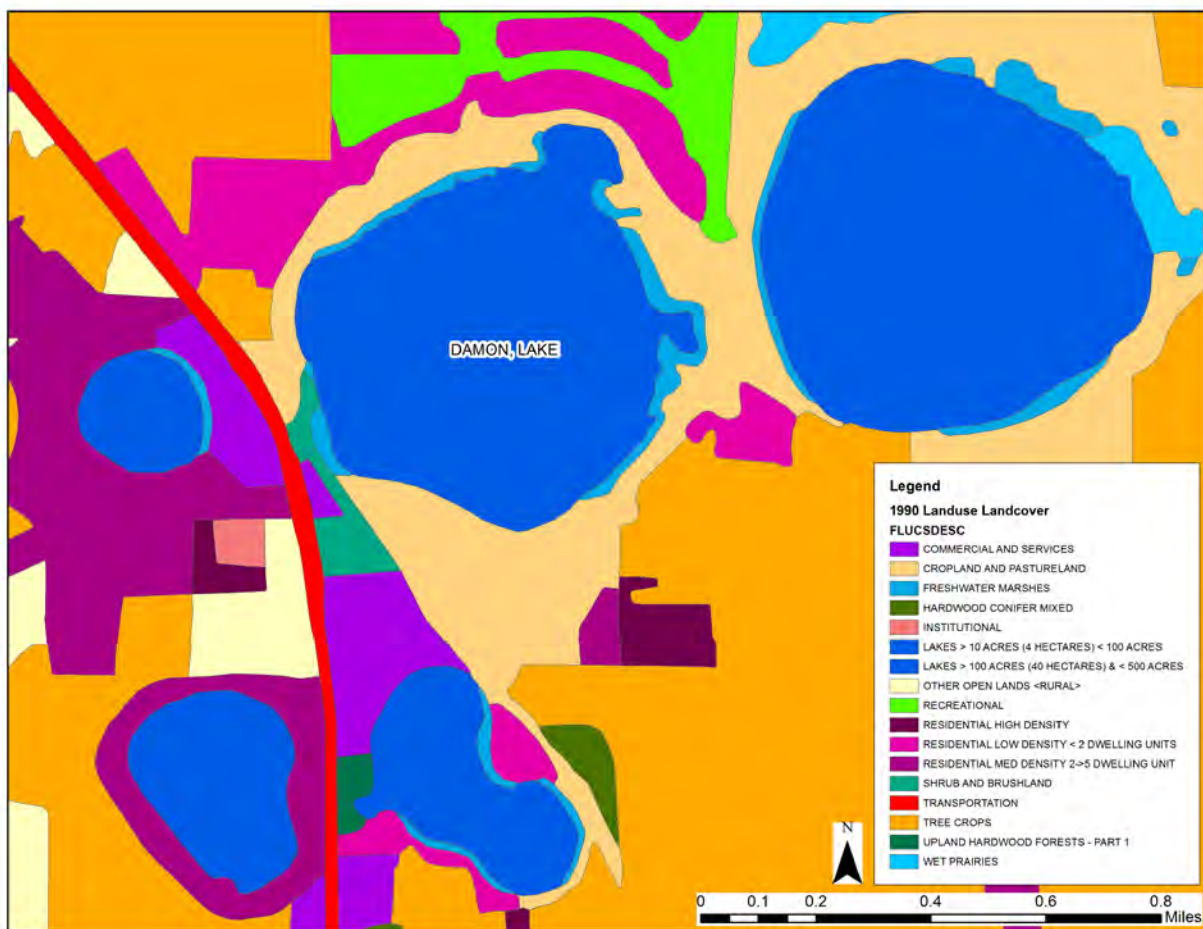 DAMON, LAKE
Legend
1990 Landuse Landcover
FLUCSDESC
COMMERCIAL AND SERVICES
CROPLAND AND PASTURELAND
FRESHWATER MARSHES
HARDWOOD CONIFER MIXED
INSTITUTIONAL
LAKES > 10 ACRES (4 HECTARES) < 100 ACRES
LAKES > 100 ACRES (40 HECTARES) & < 500 ACRES
OTHER OPEN LANDS <RURAL>
RECREATIONAL
RESIDENTIAL HIGH DENSITY
RESIDENTIAL LOW DENSITY < 2 DWELLING UNITS
RESIDENTIAL MED DENSITY 2->5 DWELLING UNIT
SHRUB AND BRUSHLAND
TRANSPORTATION
TREE CROPS
UPLAND HARDWOOD FORESTS - PART 1
WET PRAIRIES
N
0 0.1 0.2 0.4 0.6 0.8
Miles